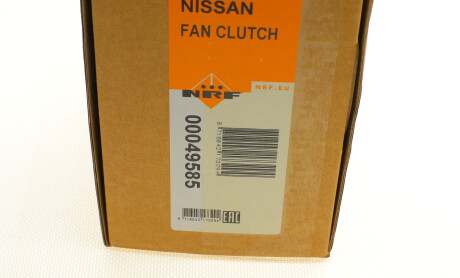 NISSAN
FAN CLUTCH
NRF
NRF.EU
00049585
EAC